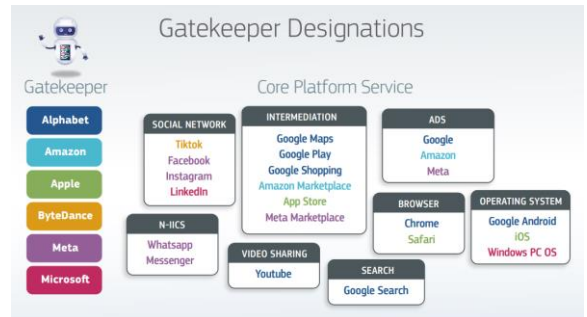 Gatekeeper Designations
Gatekeeper
Core Platform Service
Alphabet
Amazon
Apple
ByteDance
Meta
Microsoft
SOCIAL NETWORK
Tiktok
Facebook
Instagram
LinkedIn
INTERMEDIATION
Google Maps
Google Play
Google Shopping
Amazon Marketplace
App Store
Meta Marketplace
ADS
Google
Amazon
Meta
N-IICS
Whatsapp
Messenger
VIDEO SHARING
Youtube
BROWSER
Chrome
Safari
SEARCH
Google Search
OPERATING SYSTEM
Google Android
iOS
Windows PC OS